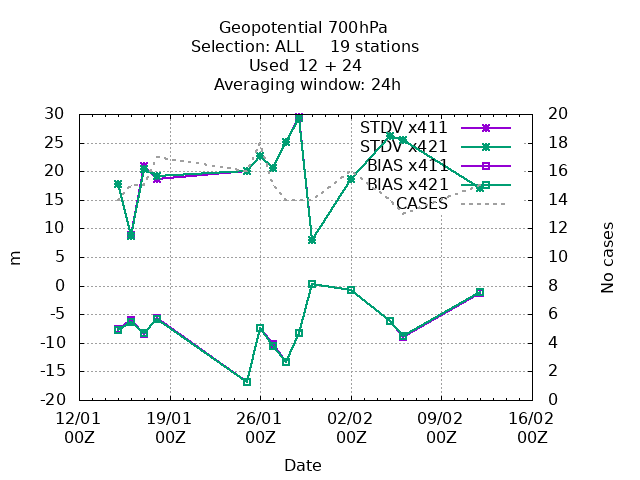 Geopotential 700hPa
Selection: ALL     19 stations
Used  12 + 24
Averaging window: 24h
30
25
20
15
10
5
0
-5
-10
-15
-20
m
STDV x411
STDV x421
BIAS x411
BIAS x421
CASES
20
18
16
14
12
10
8
6
4
2
0
No cases
12/01 19/01 26/01 02/02 09/02 16/02
00Z 00Z 00Z 00Z 00Z 00Z
Date